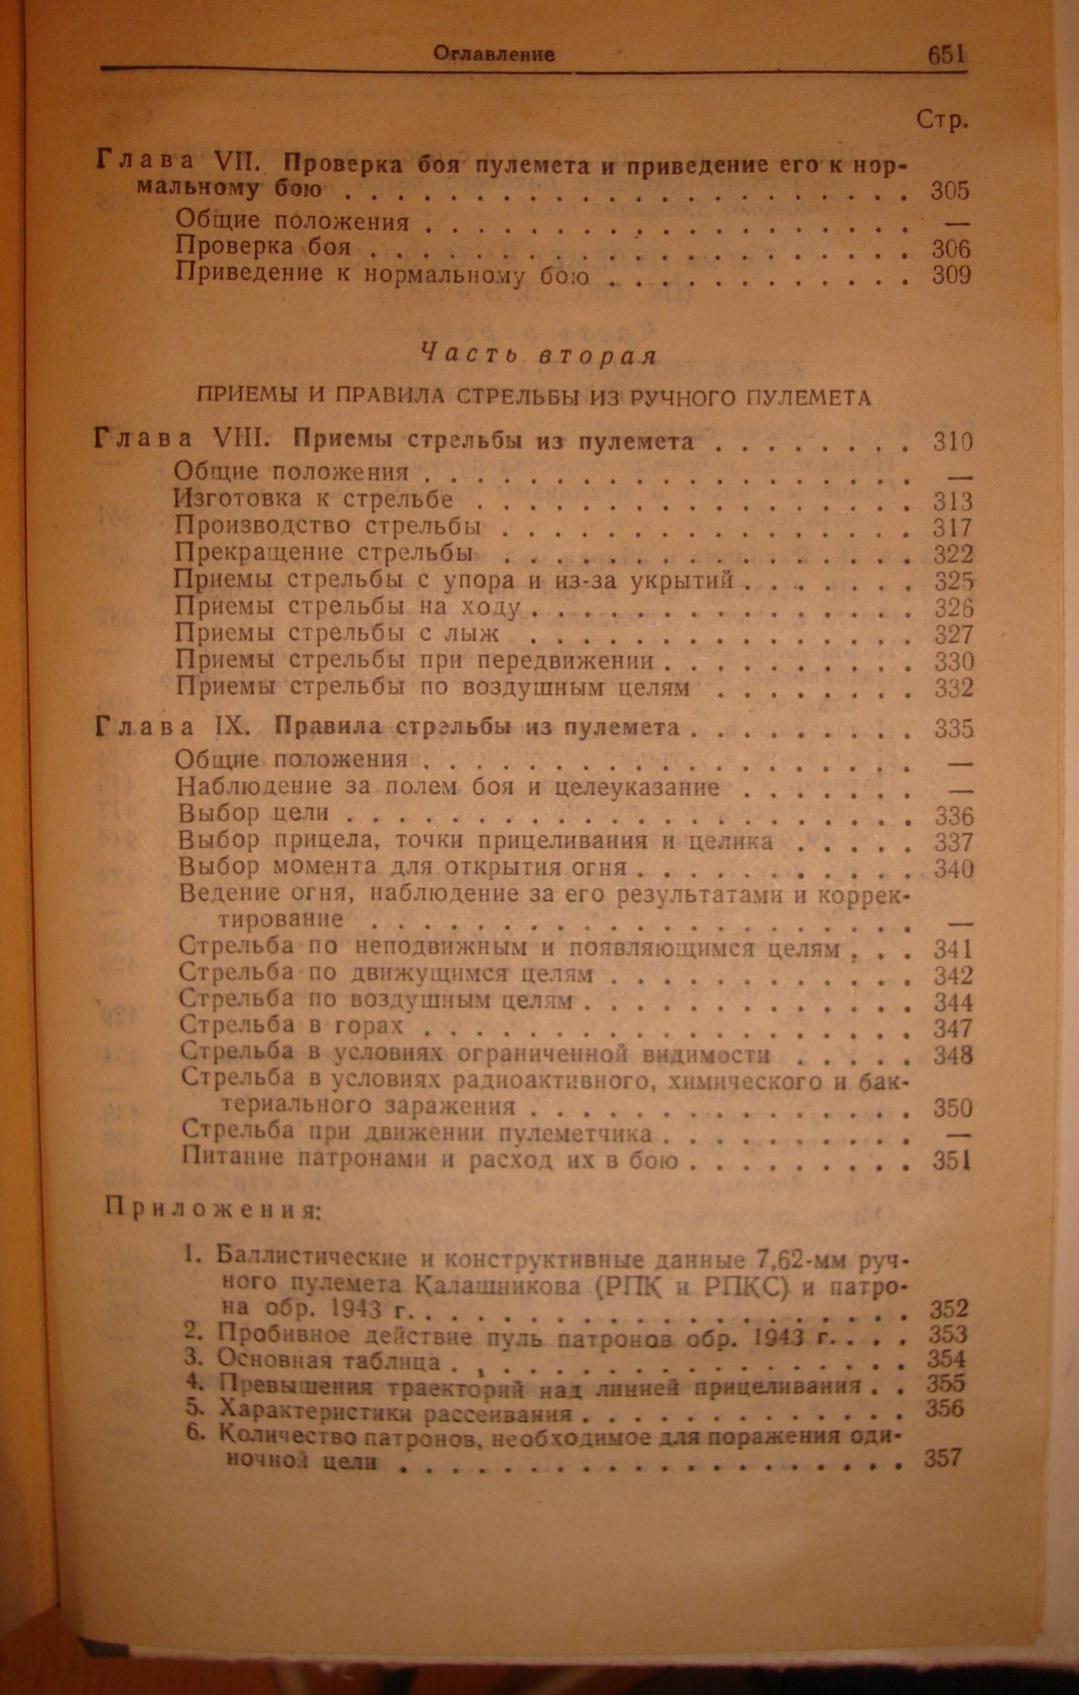 Оглавление 651
Стр.
Глава VII. Проверка боя пулемета и приведение его к нор-
мальному бою . . . . . . . . . . . . . . . . . . . . . . 305
Общие положения . . . . . . . . . . . . . . . . . . . —
Проверка боя . . . . . . . . . . . . . . . . . . . . . 306
Приведение к нормальному бою . . . . . . . . . . . . 309
Часть вторая
ПРИЕМЫ И ПРАВИЛА СТРЕЛЬБЫ ИЗ РУЧНОГО ПУЛЕМЕТА
Глава VIII. Приемы стрельбы из пулемета . . . . . . . . 310
Общие положения . . . . . . . . . . . . . . . . . . . —
Изготовка к стрельбе . . . . . . . . . . . . . . . . . 313
Производство стрельбы . . . . . . . . . . . . . . . . 317
Прекращение стрельбы . . . . . . . . . . . . . . . . 322
Приемы стрельбы с упора и из-за укрытий . . . . . . . 325
Приемы стрельбы на ходу . . . . . . . . . . . . . . . 326
Приемы стрельбы с лыж . . . . . . . . . . . . . . . 327
Приемы стрельбы при передвижении . . . . . . . . . . 330
Приемы стрельбы по воздушным целям . . . . . . . . 332
Глава IX. Правила стрельбы из пулемета . . . . . . . . . 335
Общие положения . . . . . . . . . . . . . . . . . . . —
Наблюдение за полем боя и целеуказание . . . . . . . —
Выбор цели . . . . . . . . . . . . . . . . . . . . . . 336
Выбор прицела, точки прицеливания и целика . . . . . 337
Выбор момента для открытия огня . . . . . . . . . . . 340
Ведение огня, наблюдение за его результатами и коррек-
тирование . . . . . . . . . . . . . . . . . . . . . —
Стрельба по неподвижным и появляющимся целям . . . 341
Стрельба по движущимся целям . . . . . . . . . . . . 342
Стрельба по воздушным целям . . . . . . . . . . . . . 344
Стрельба в горах . . . . . . . . . . . . . . . . . . . 347
Стрельба в условиях ограниченной видимости . . . . . 348
Стрельба в условиях радиоактивного, химического и бак-
териального заражения . . . . . . . . . . . . . . . 350
Стрельба при движении пулеметчика . . . . . . . . . . —
Питание патронами и расход их в бою . . . . . . . . . 351
Приложения:
1. Баллистические и конструктивные данные 7,62-мм руч-
ного пулемета Калашникова (РПК и РПКС) и патро-
на обр. 1943 г. . . . . . . . . . . . . . . . . . . . 352
2. Пробивное действие пуль патронов обр. 1943 г. . . . 353
3. Основная таблица . . . . . . . . . . . . . . . . . . 354
4. Превышения траекторий над линией прицеливания . . 355
5. Характеристики рассеивания . . . . . . . . . . . . . 356
6. Количество патронов, необходимое для поражения оди-
ночной цели . . . . . . . . . . . . . . . . . . . . 357